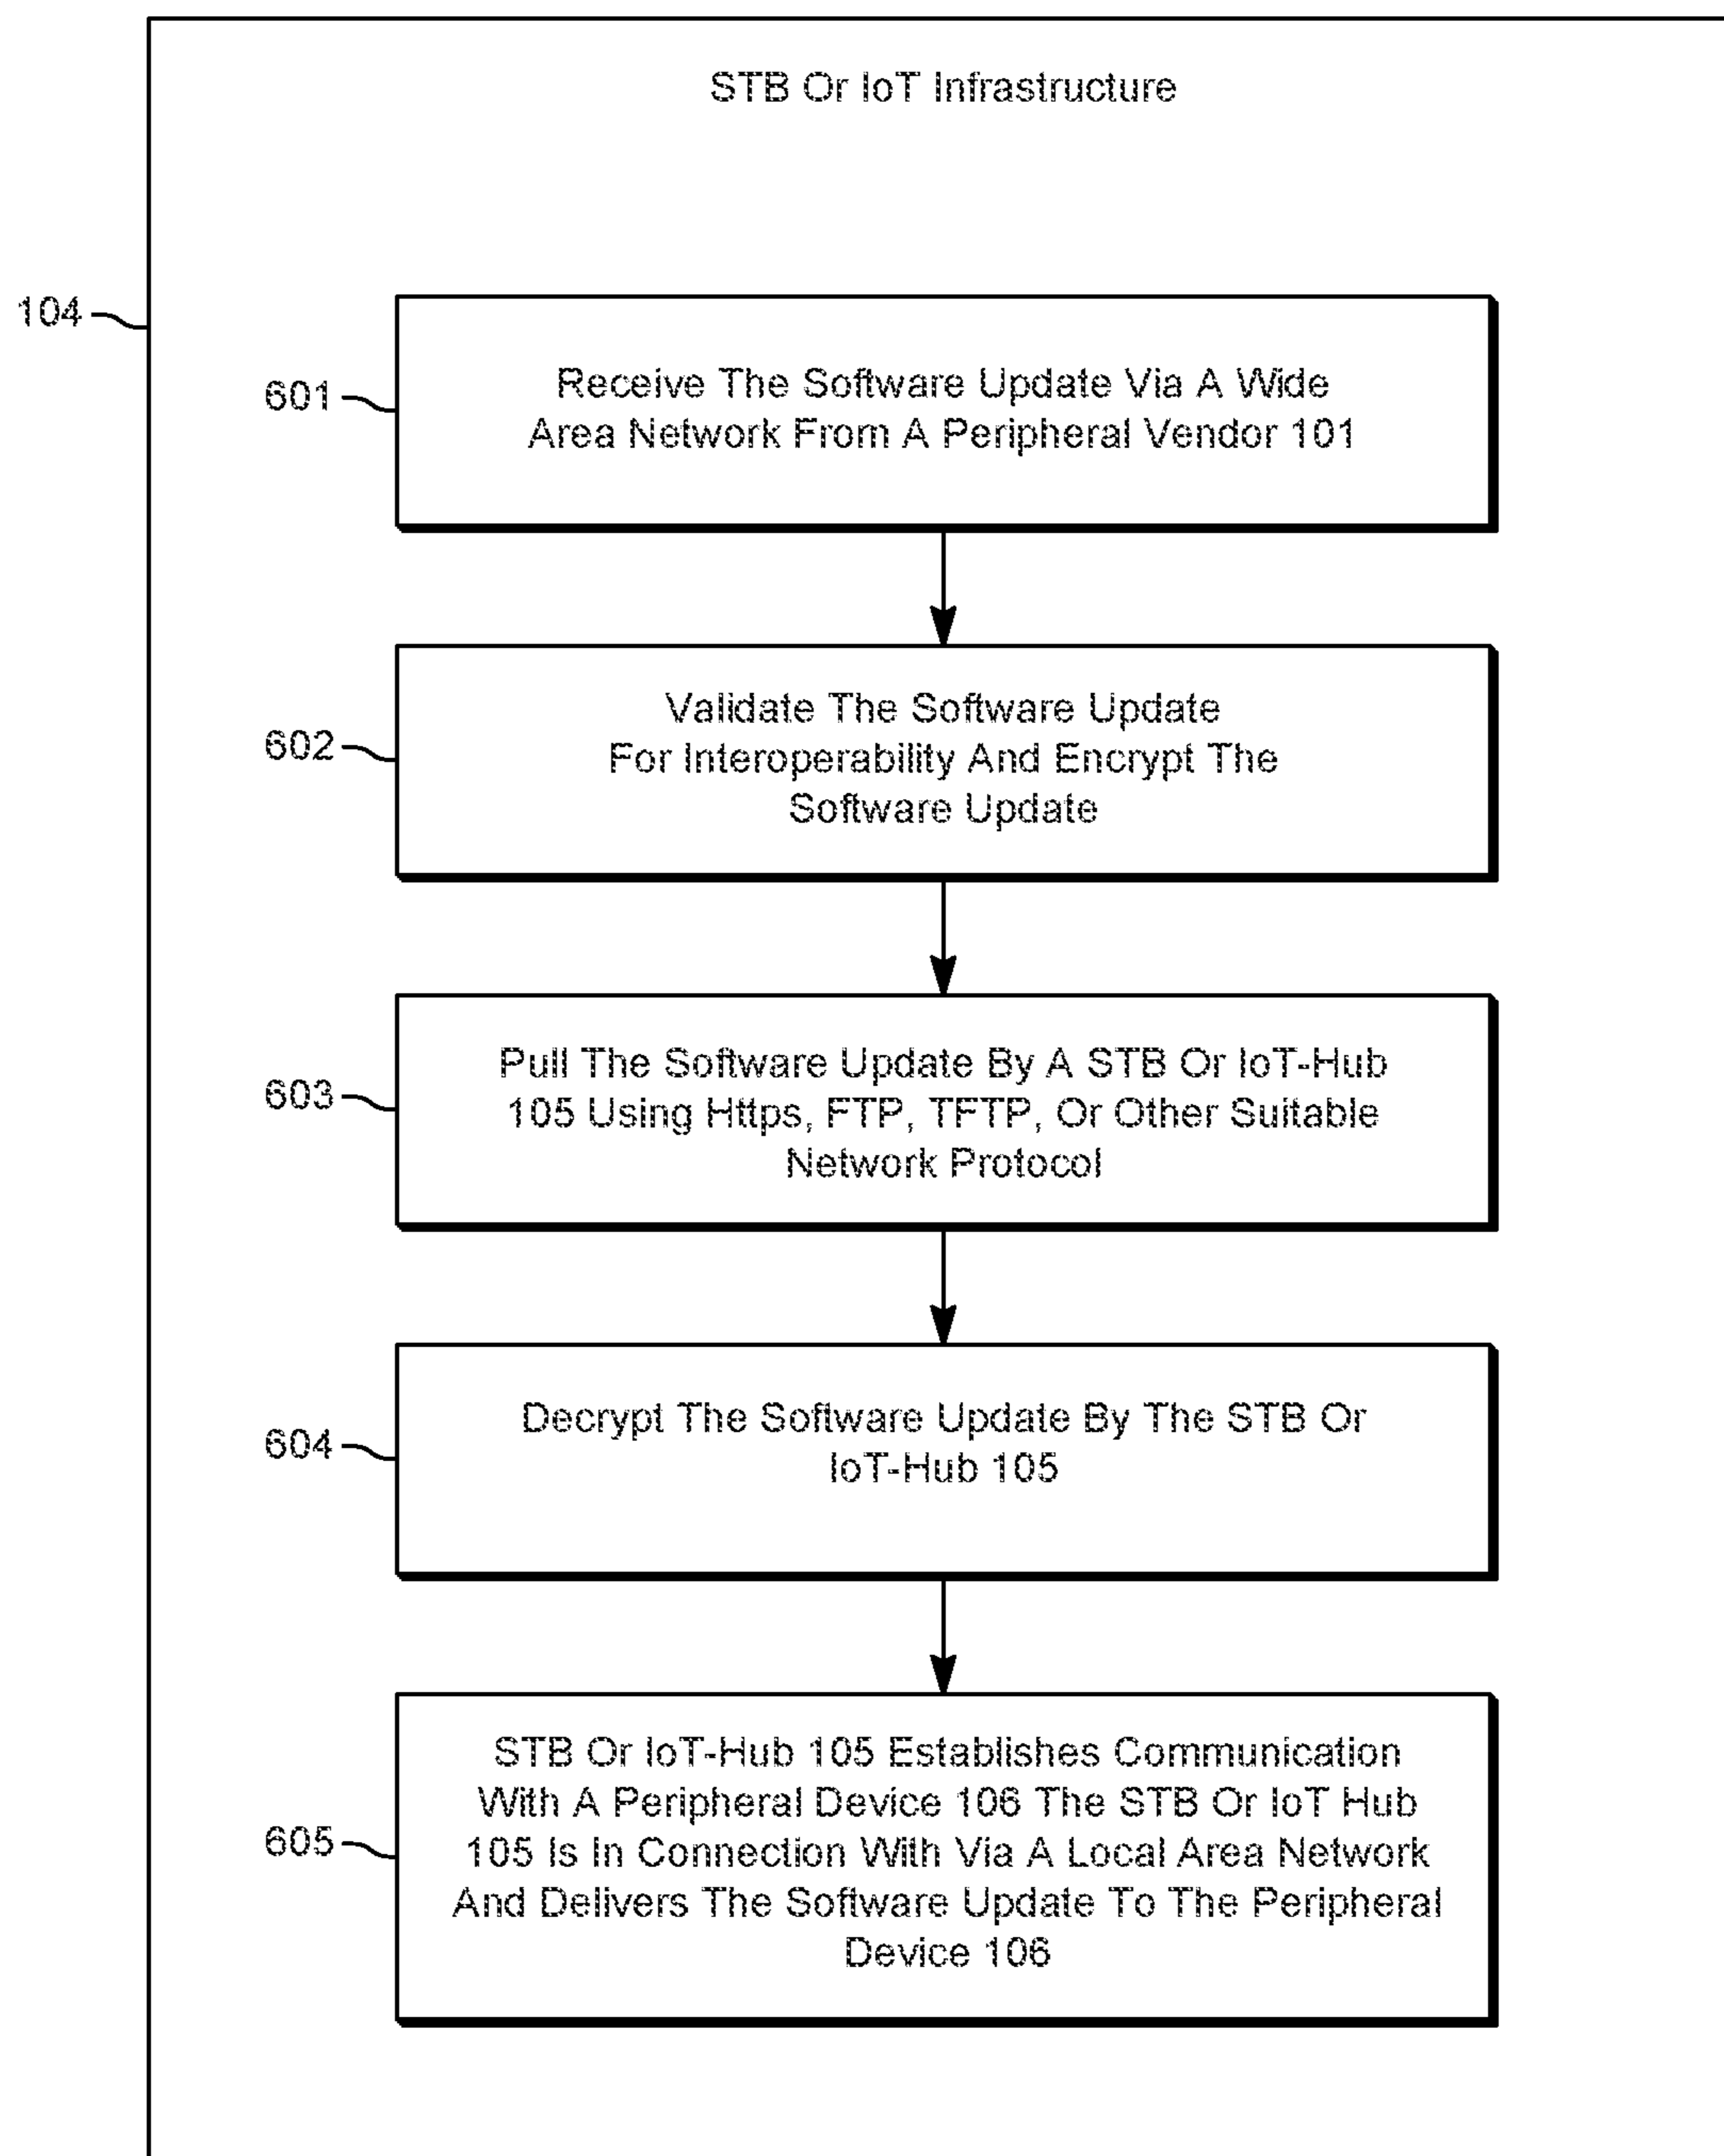 STB Or IoT Infrastructure
104
601
Receive The Software Update Via A Wide
Area Network From A Peripheral Vendor 101
602
Validate The Software Update
For Interoperability And Encrypt The
Software Update
603
Pull The Software Update By A STB Or IoT-Hub
105 Using Https, FTP, TFTP, Or Other Suitable
Network Protocol
604
Decrypt The Software Update By The STB Or
IoT-Hub 105
605
STB Or IoT-Hub 105 Establishes Communication
With A Peripheral Device 106 The STB Or IoT Hub
105 Is In Connection With Via A Local Area Network
And Delivers The Software Update To The Peripheral
Device 106